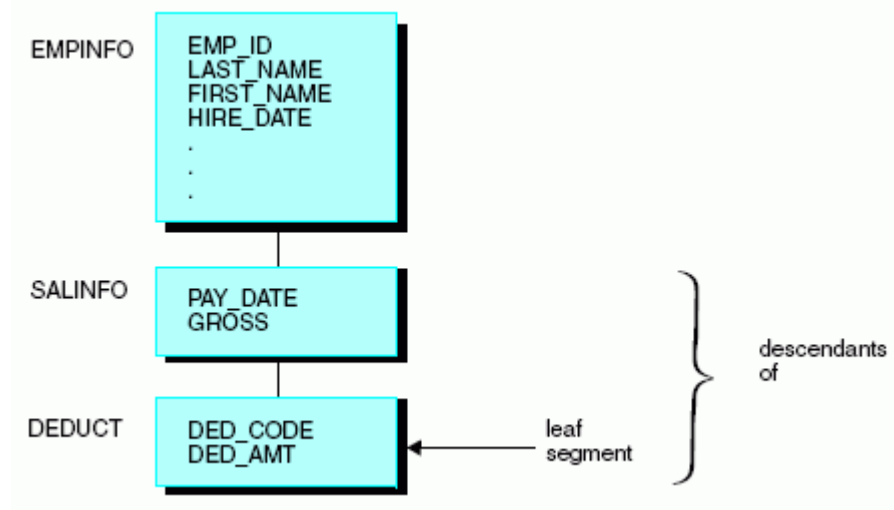 EMPINFO
EMP_ID
LAST_NAME
FIRST_NAME
HIRE_DATE
.
.
.
SALINFO
PAY_DATE
GROSS
descendants
of
DEDUCT
DED_CODE
DED_AMT
leaf
segment